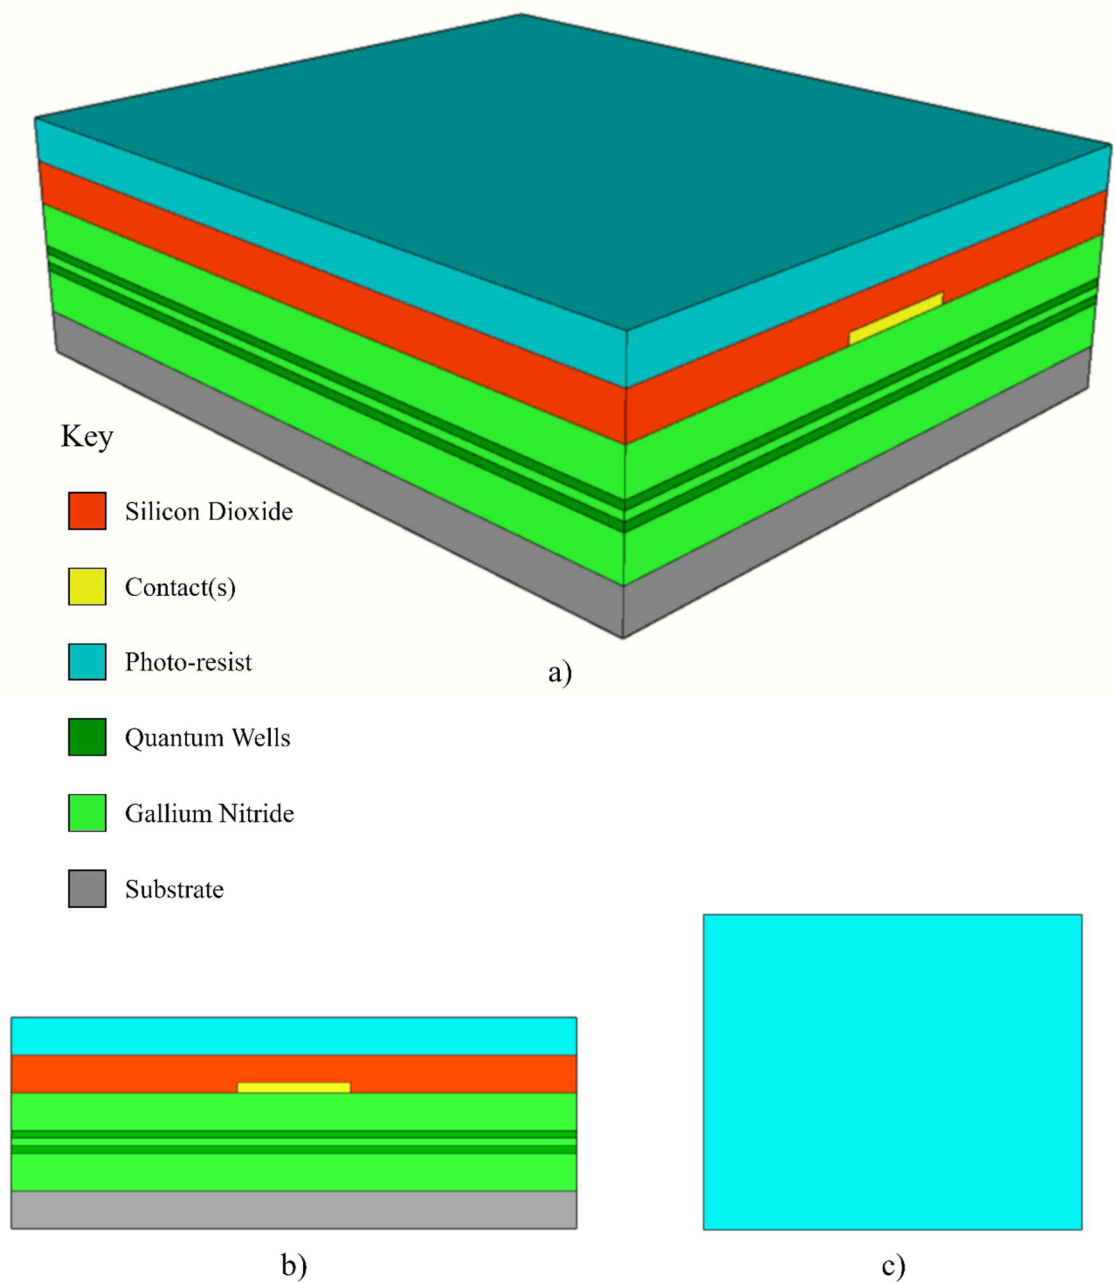 Key
Silicon Dioxide
Contact(s)
Photo-resist
Quantum Wells
Gallium Nitride
Substrate
a)
b)
c)